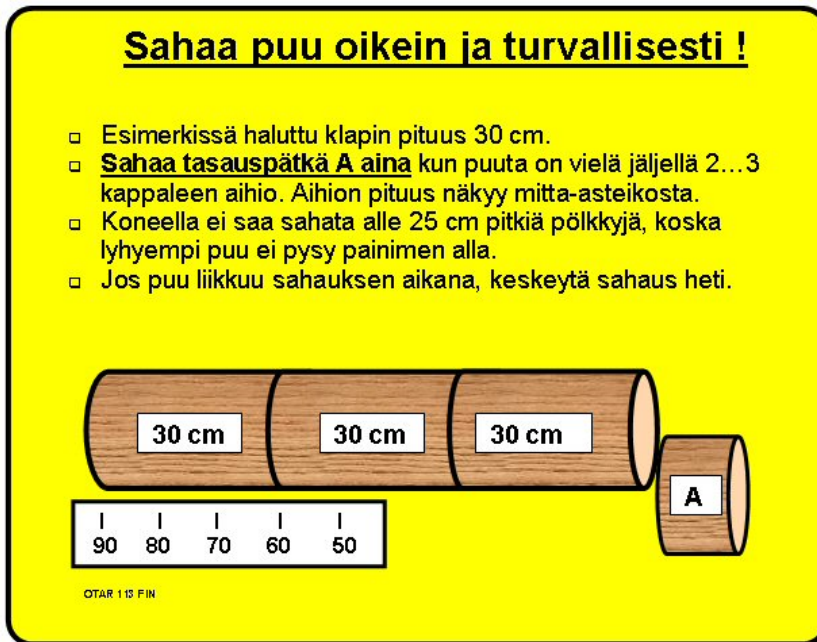 Sahaa puu oikein ja turvallisesti !
Esimerkissä haluttu klapin pituus 30 cm.
Sahaa tasauspätkä A aina kun puuta on vielä jäljellä 2...3
kappaleen aihio. Aihion pituus näkyy mitta-asteikosta.
Koneella ei saa sahata alle 25 cm pitkiä pölkkyjä, koska
lyhyempi puu ei pysy painimen alla.
Jos puu liikkuu sahauksen aikana, keskeytä sahaus heti.
30 cm 30 cm 30 cm
A
90 80 70 60 50
OTAR 113 FIN